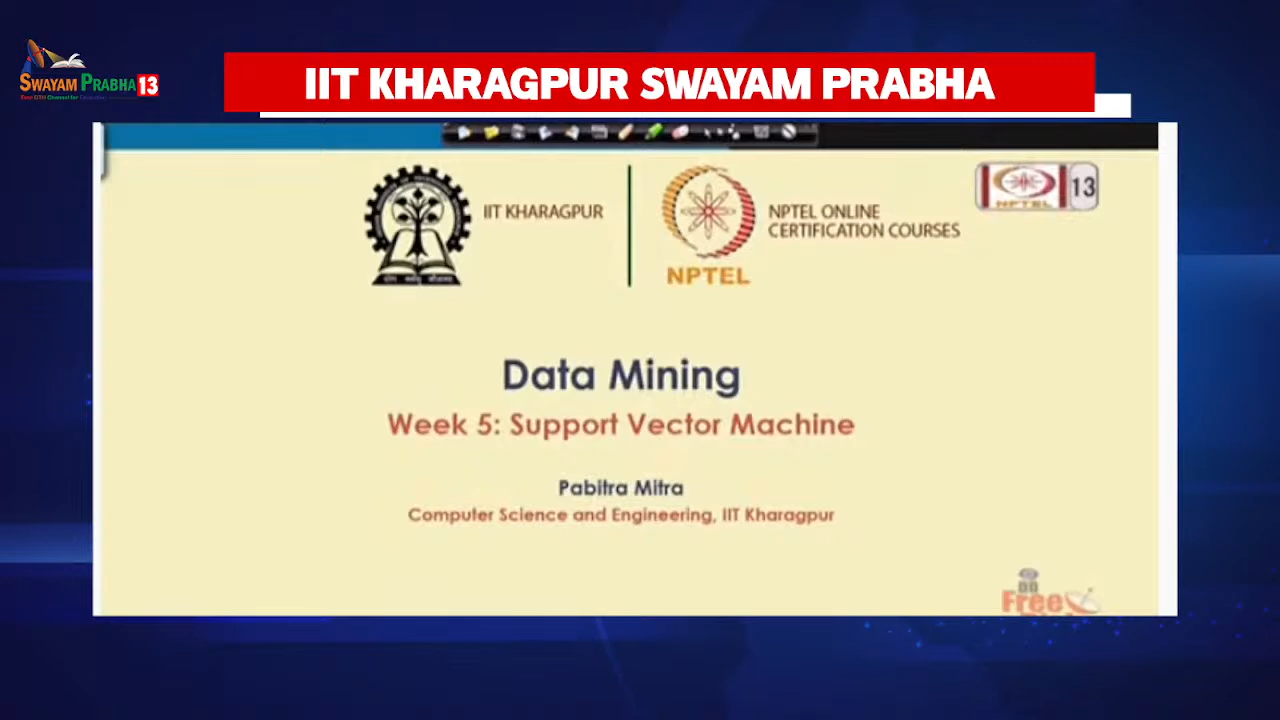 SWAYAM PRABHA 13
IIT KHARAGPUR SWAYAM PRABHA
IIT KHARAGPUR
NPTEL
NPTEL ONLINE
CERTIFICATION COURSES
NPTEL
13
Data Mining
Week 5: Support Vector Machine
Pabitra Mitra
Computer Science and Engineering, IIT Kharagpur
Free